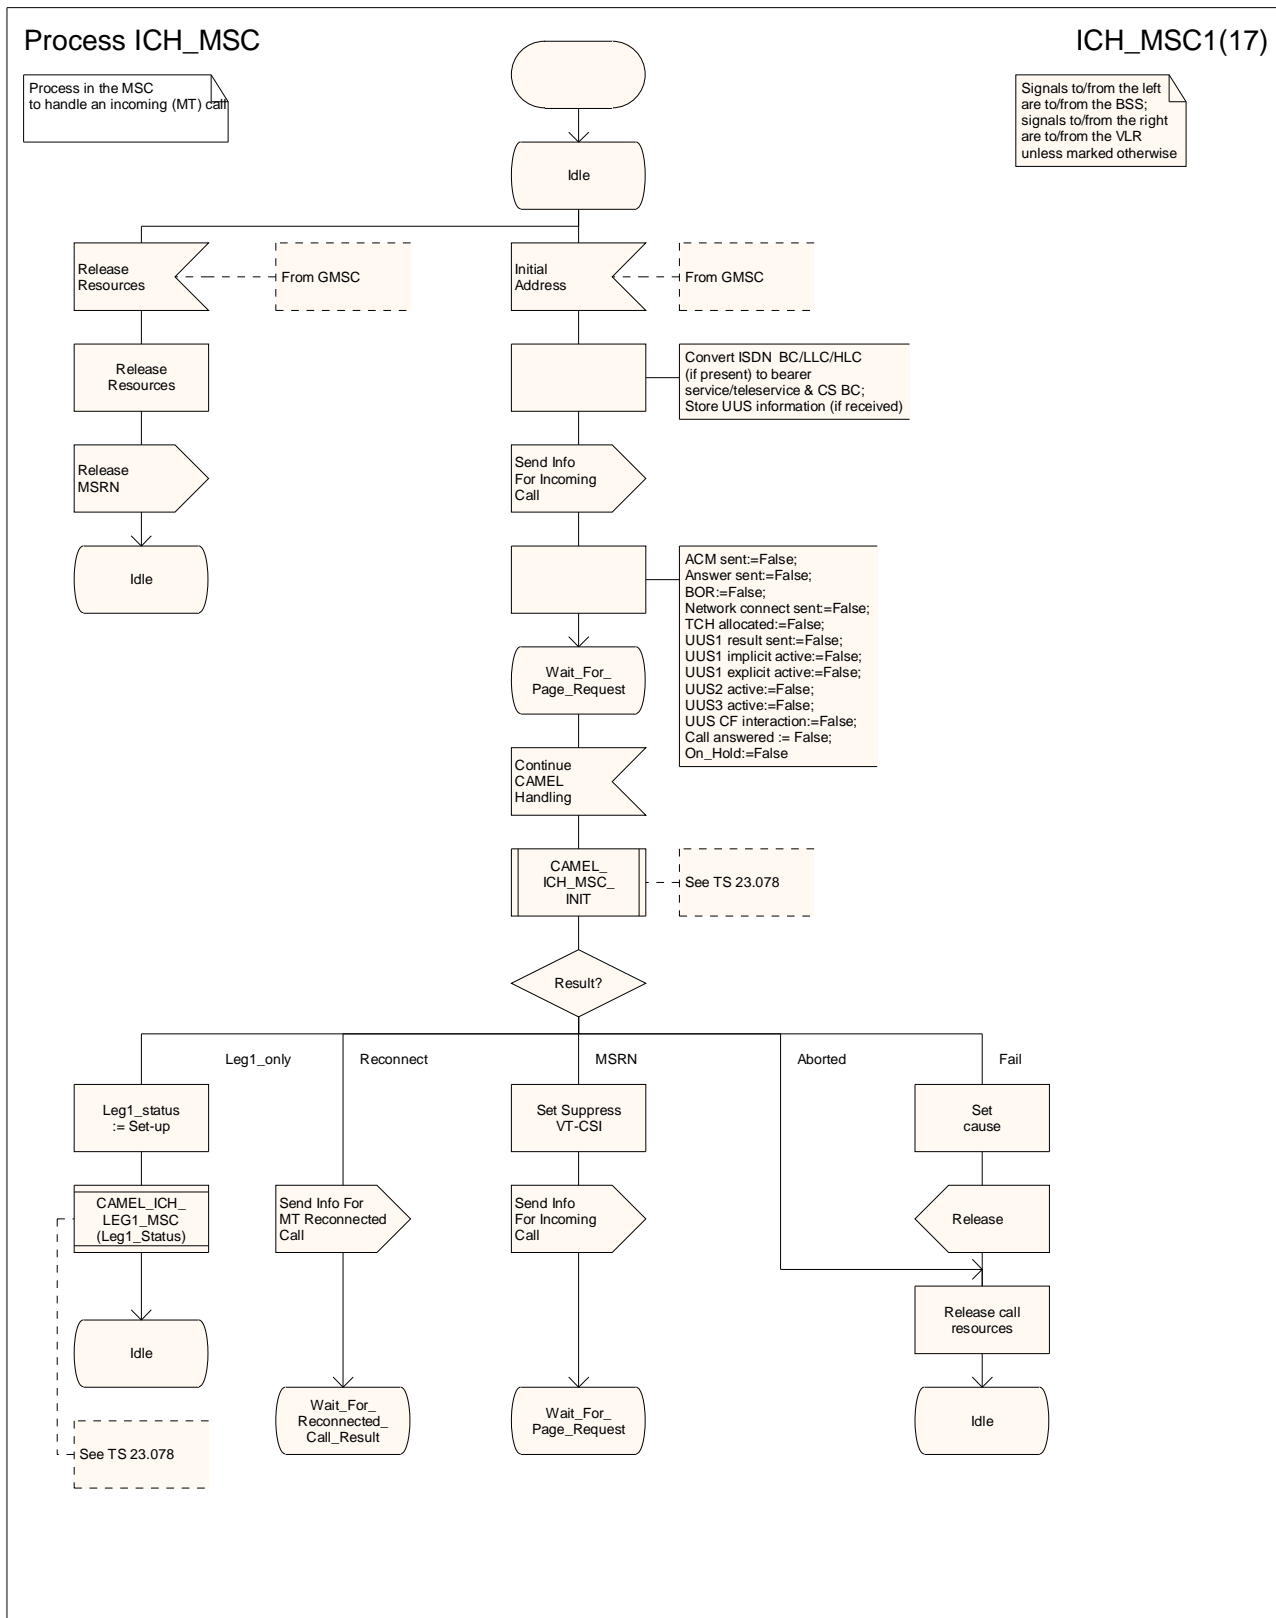 Process ICH_MSC
ICH_MSC1(17)
Process in the MSC
to handle an incoming (MT) call
Signals to/from the left
are to/from the BSS;
signals to/from the right
are to/from the VLR
unless marked otherwise
Idle
Release
Resources
From GMSC
Initial
Address
From GMSC
Release
Resources
Convert ISDN BC/LLC/HLC
(if present) to bearer
service/teleservice & CS BC;
Store UUS information (if received)
Release
MSRN
Send Info
For Incoming
Call
Idle
ACM sent:=False;
Answer sent:=False;
BOR:=False;
Network connect sent:=False;
TCH allocated:=False;
UUS1 result sent:=False;
UUS1 implicit active:=False;
UUS1 explicit active:=False;
UUS2 active:=False;
UUS3 active:=False;
UUS CF interaction:=False;
Call answered := False;
On_Hold:=False
Wait_For_
Page_Request
Continue
CAMEL
Handling
CAMEL_
ICH_MSC_
INIT
See TS 23.078
Result?
Leg1_only
Reconnect
MSRN
Aborted
Fail
Leg1_status
:= Set-up
Set Suppress
VT-CSI
Set
cause
CAMEL_ICH_
LEG1_MSC
(Leg1_Status)
Send Info For
MT Reconnected
Call
Send Info
For Incoming
Call
Release
Release call
resources
Idle
Wait_For_
Reconnected_
Call_Result
Wait_For_
Page_Request
Idle
See TS 23.078